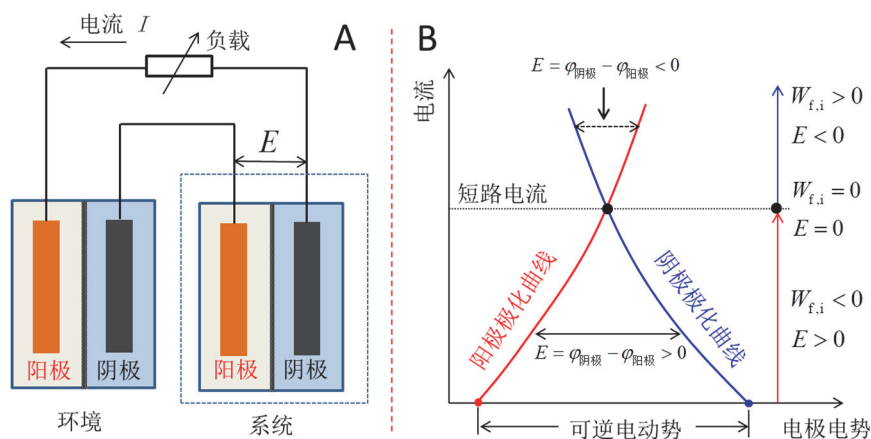 电流 I
负载
A
E
阳极
阴极
阳极
阴极
环境
系统
B
E = φ阴极 − φ阳极 < 0
电流
短路电流
阳极极化曲线
阴极极化曲线
E = φ阴极 − φ阳极 > 0
可逆电动势
电极电势
W_{f,i} > 0
E < 0
W_{f,i} = 0
E = 0
W_{f,i} < 0
E > 0